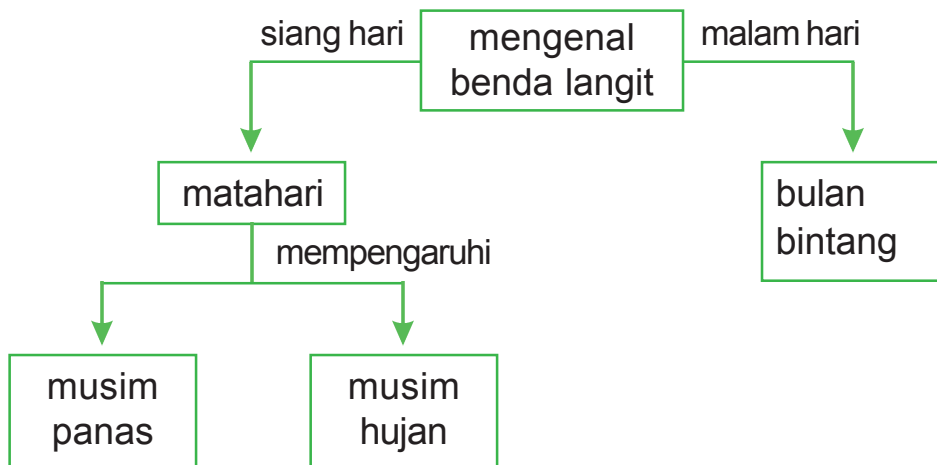 siang hari
mengenal
benda langit
malam hari
matahari
bulan
bintang
mempengaruhi
musim
panas
musim
hujan